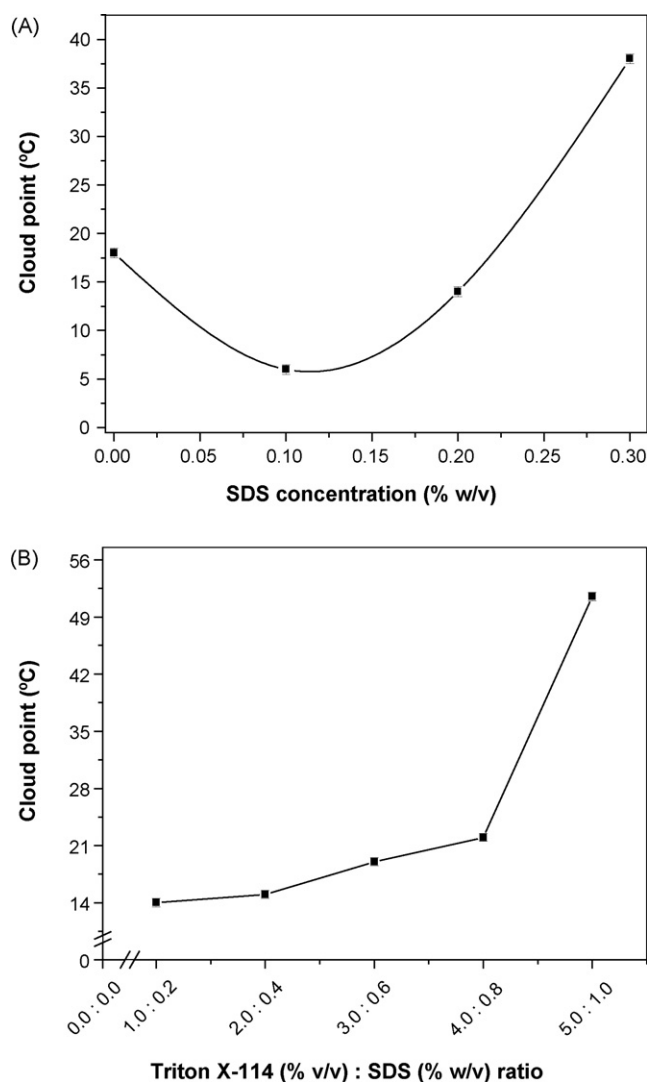 (A)
40
35
30
25
20
15
10
5
0
Cloud point (ºC)
0.00 0.05 0.10 0.15 0.20 0.25 0.30
SDS concentration (% w/v)
(B)
56
49
42
35
28
21
14
0
Cloud point (ºC)
0.0 : 0.0 1.0 : 0.2 2.0 : 0.4 3.0 : 0.6 4.0 : 0.8 5.0 : 1.0
Triton X-114 (% v/v) : SDS (% w/v) ratio